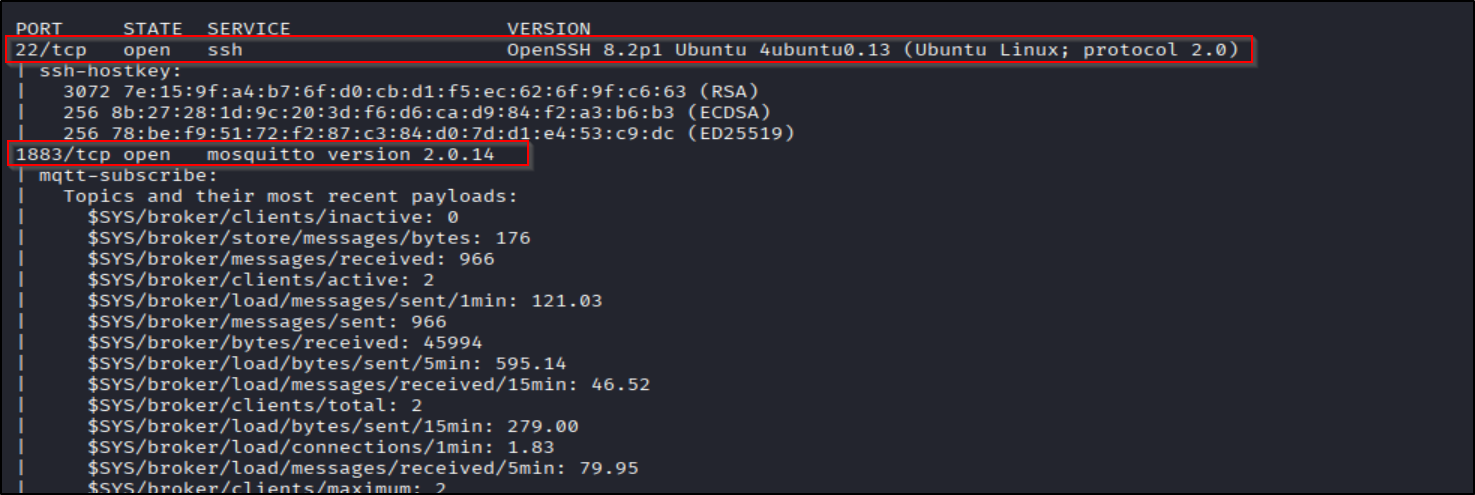 PORT     STATE SERVICE                  VERSION
22/tcp   open  ssh                      OpenSSH 8.2p1 Ubuntu 4ubuntu0.13 (Ubuntu Linux; protocol 2.0)
| ssh-hostkey:
|   3072 7e:15:9f:a4:b7:6f:d0:cb:d1:f5:ec:62:6f:9f:c6:63 (RSA)
|   256 8b:27:28:1d:9c:20:3d:f6:d6:ca:d9:84:f2:a3:b6:b3 (ECDSA)
|   256 78:be:f9:51:72:f2:87:c3:84:d0:7d:d1:e4:53:c9:dc (ED25519)
1883/tcp open  mosquitto version 2.0.14
| mqtt-subscribe:
|   Topics and their most recent payloads:
|     $SYS/broker/clients/inactive: 0
|     $SYS/broker/store/messages/bytes: 176
|     $SYS/broker/messages/received: 966
|     $SYS/broker/clients/active: 2
|     $SYS/broker/load/messages/sent/1min: 121.03
|     $SYS/broker/messages/sent: 966
|     $SYS/broker/bytes/received: 45994
|     $SYS/broker/load/bytes/sent/5min: 595.14
|     $SYS/broker/load/messages/received/15min: 46.52
|     $SYS/broker/clients/total: 2
|     $SYS/broker/load/bytes/sent/15min: 279.00
|     $SYS/broker/load/connections/1min: 1.83
|     $SYS/broker/load/messages/received/5min: 79.95
|     $SYS/broker/clients/maximum: 2